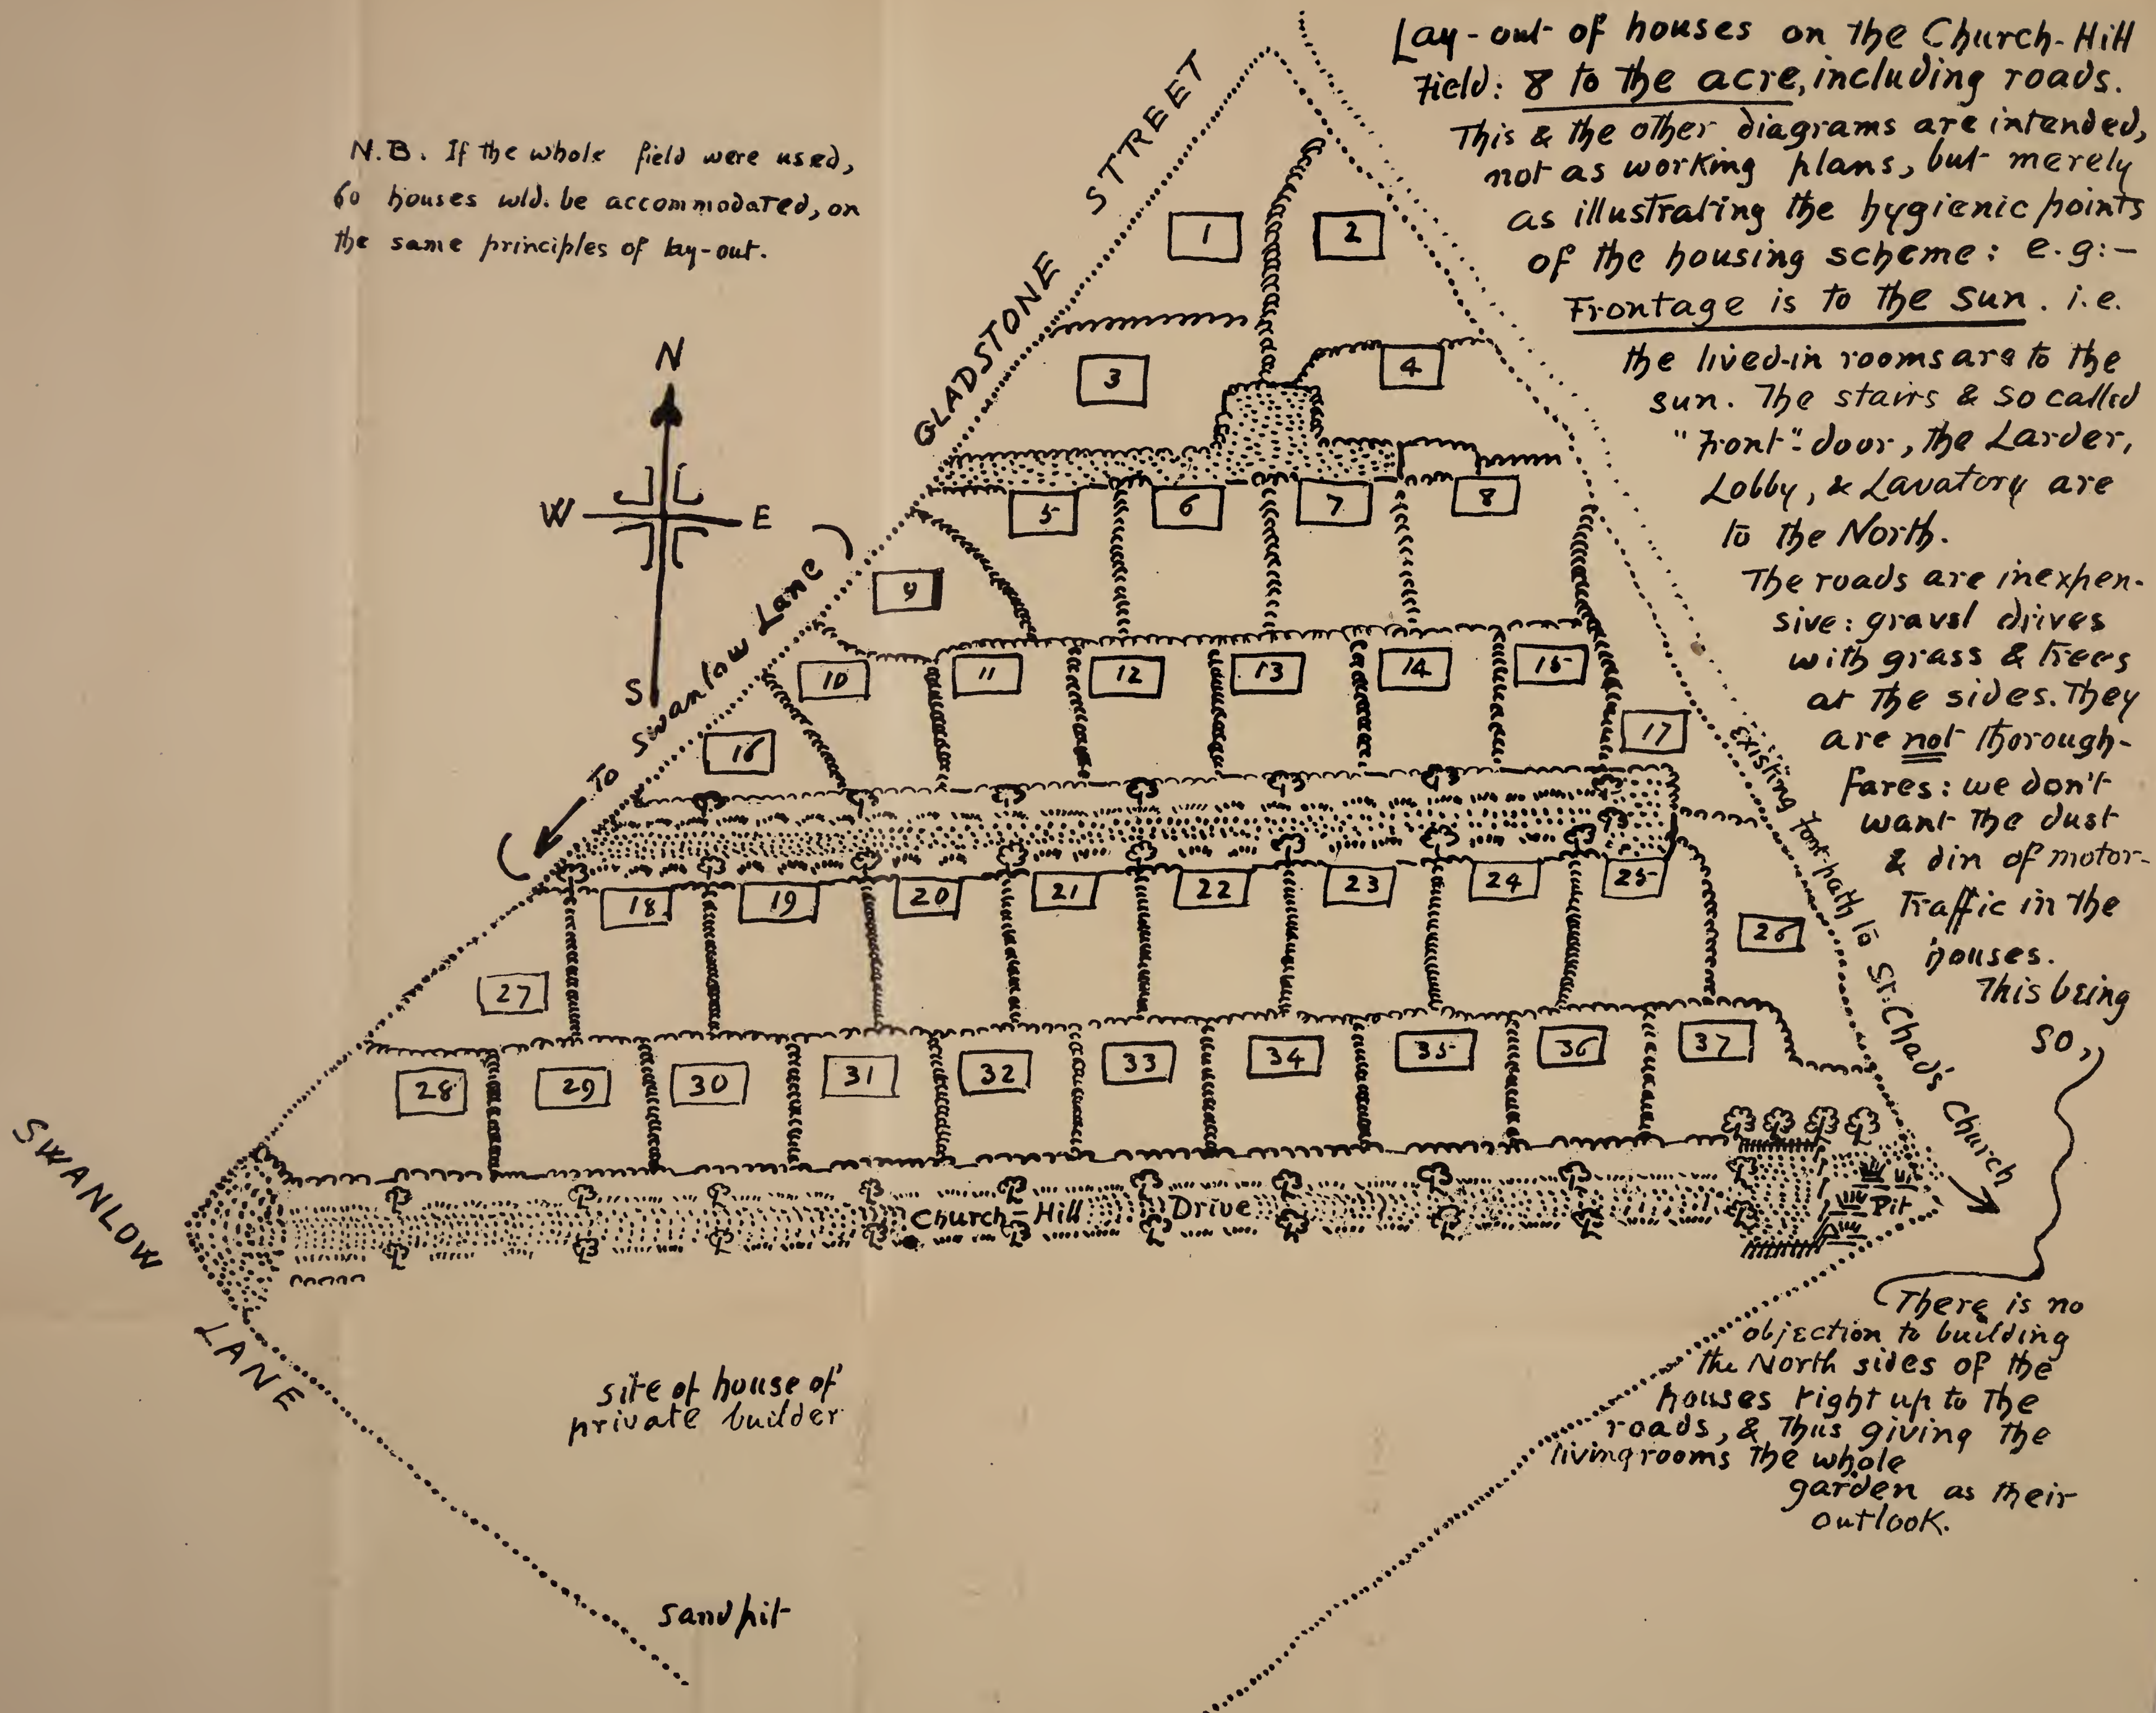 Lay-out of houses on the Church-Hill
Field: 8 to the acre, including roads.
This & the other diagrams are intended,
not as working plans, but merely
as illustrating the hygienic points
of the housing scheme: e.g:-
Frontage is to the sun. i.e.
the lived-in rooms are to the
sun. The stairs & so called
"Front"-door, the Larder,
Lobby, & Lavatory are
to the North.
The roads are inexpen-
sive: gravel drives
with grass & trees
at the sides. They
are not thorough-
fares: we don't
want the dust
& din of motor-
traffic in the
houses.
This being
so,
There is no
objection to building
the North sides of the
houses right up to the
roads, & thus giving the
livingrooms the whole
garden as their
outlook.
N.B. If the whole field were used,
60 houses wld. be accommodated, on
the same principles of lay-out.
N
W E
S
GLADSTONE STREET
To Swanlow Lane
Existing foot-path to St. Chad's Church
1 2
3 4
5 6 7 8
9
10 11 12 13 14 15
16 17
18 19 20 21 22 23 24 25
26
27
28 29 30 31 32 33 34 35 36 37
Church-Hill Drive
Pit
SWANLOW
LANE
site of house of
private builder
sandpit